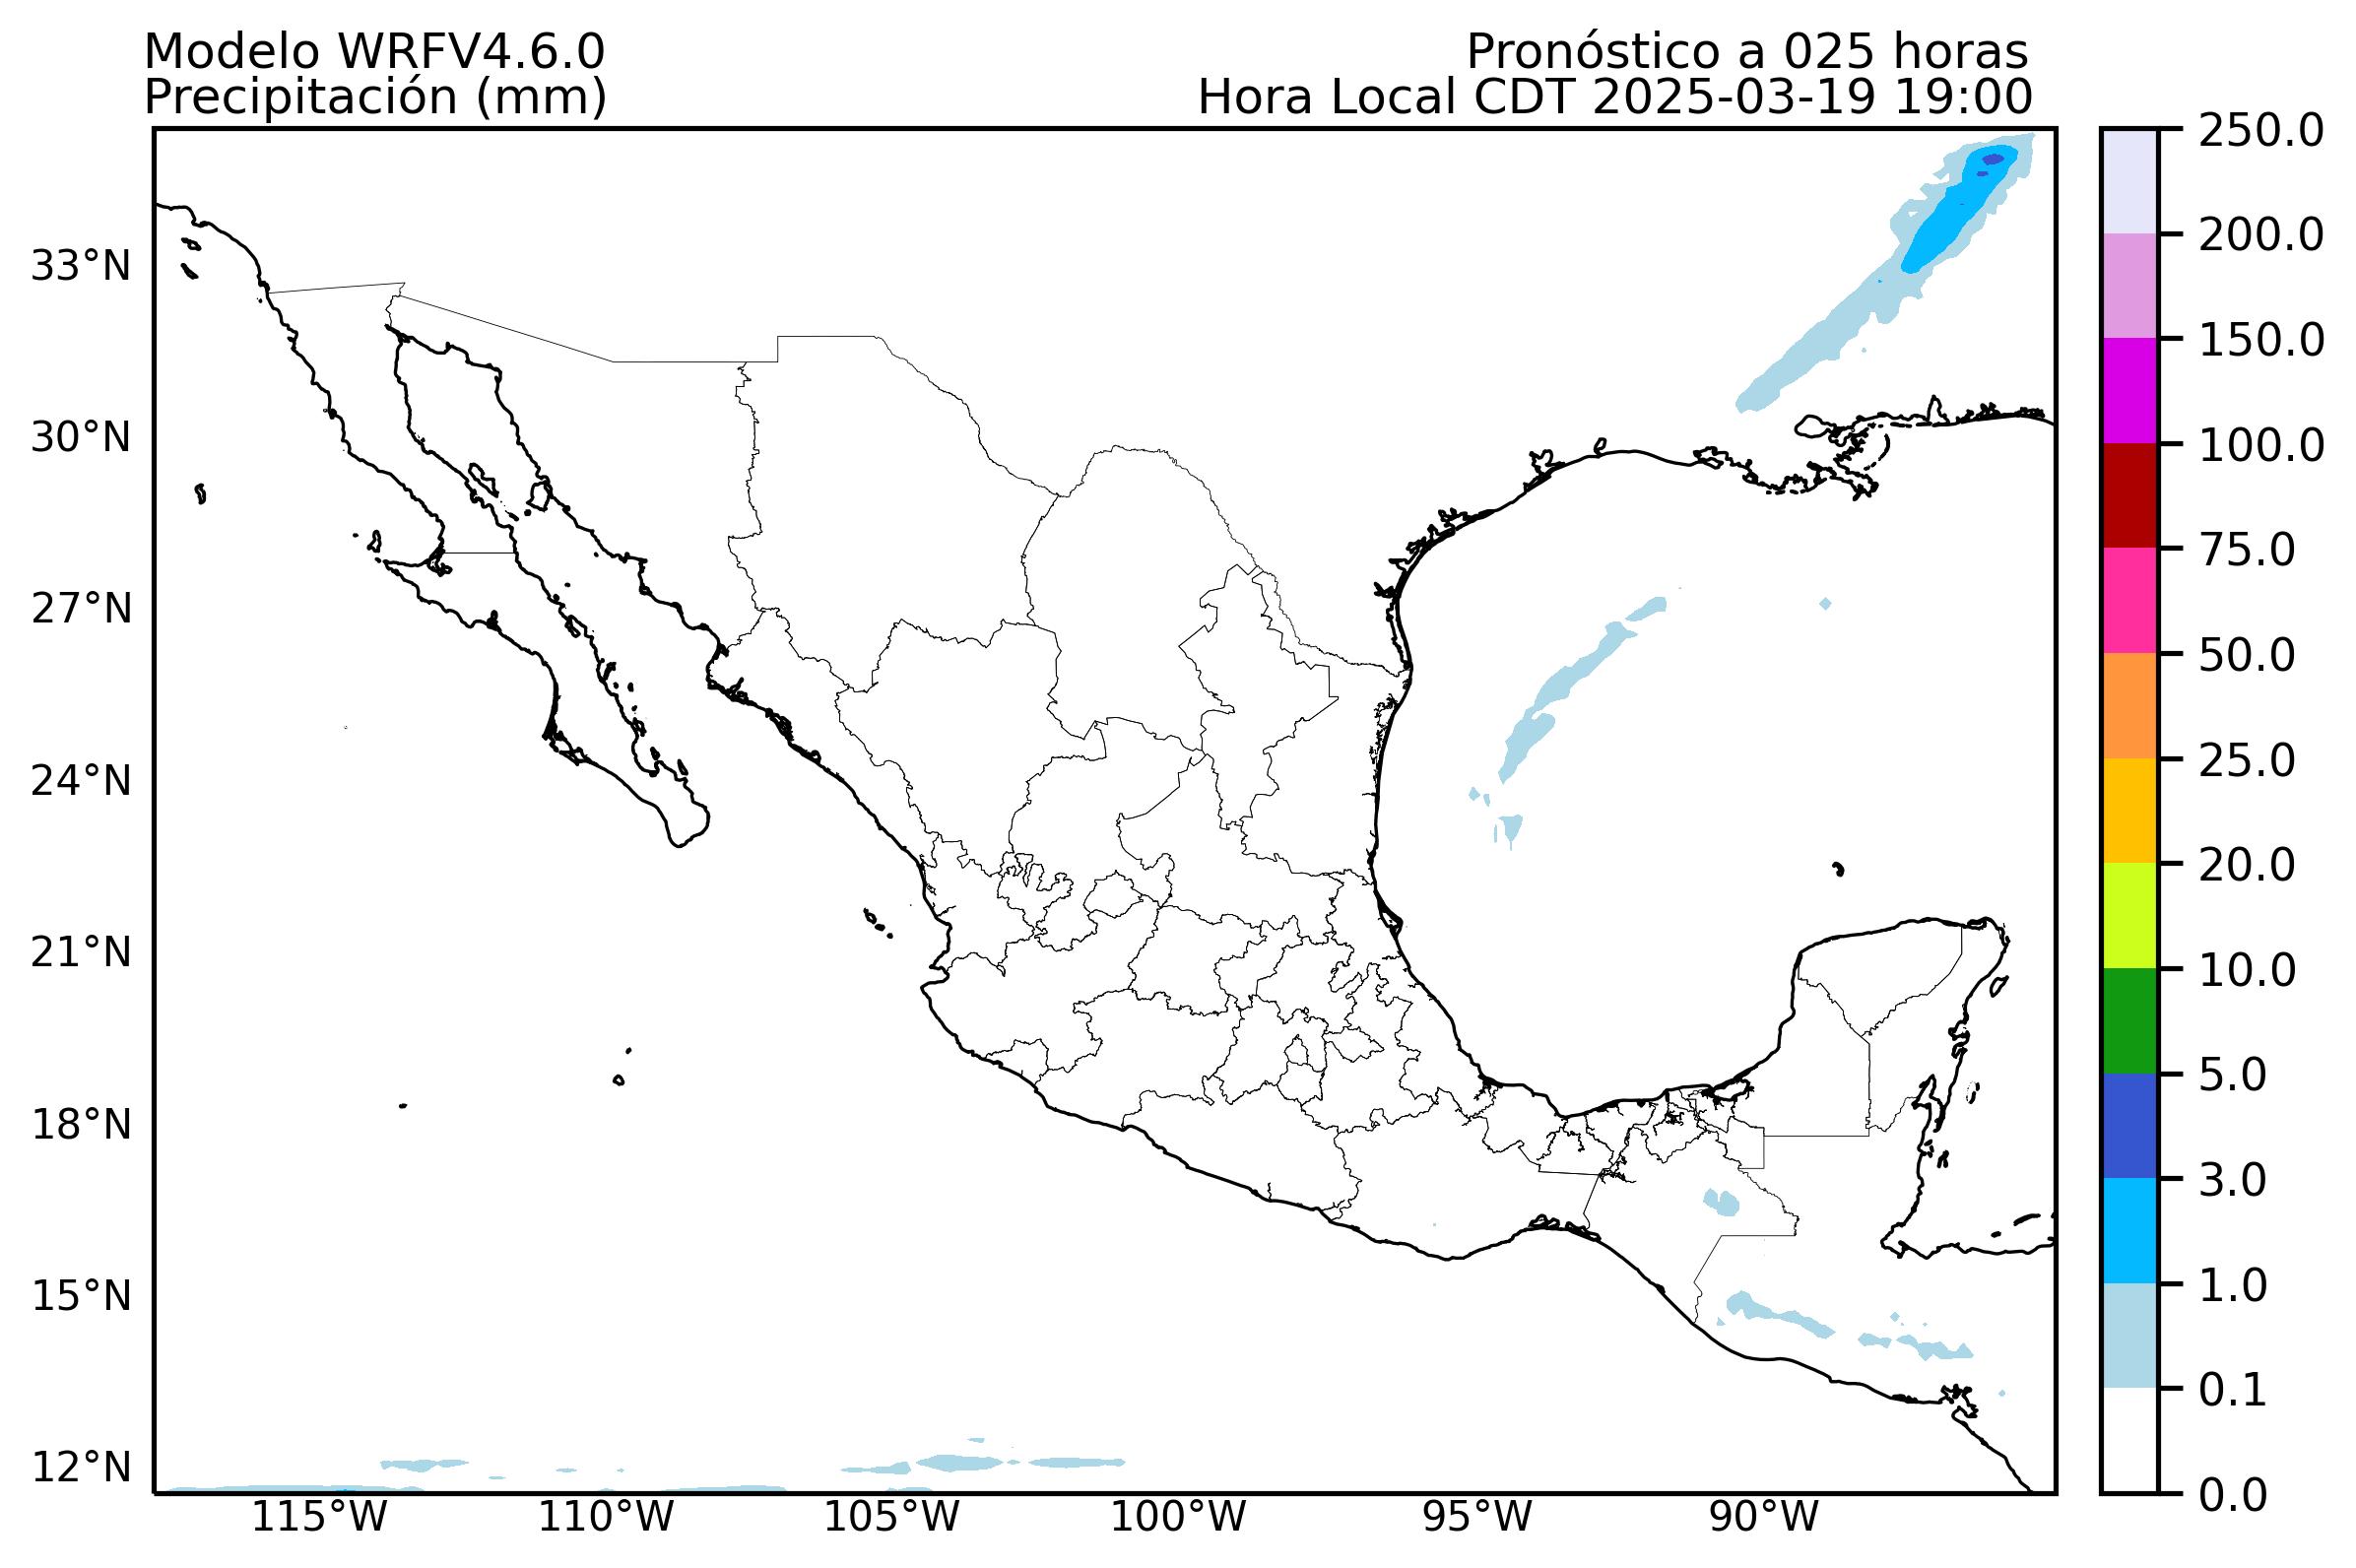 Modelo WRFV4.6.0
Precipitación (mm)
Pronóstico a 025 horas
Hora Local CDT 2025-03-19 19:00
33°N
30°N
27°N
24°N
21°N
18°N
15°N
12°N
115°W
110°W
105°W
100°W
95°W
90°W
250.0
200.0
150.0
100.0
75.0
50.0
25.0
20.0
10.0
5.0
3.0
1.0
0.1
0.0